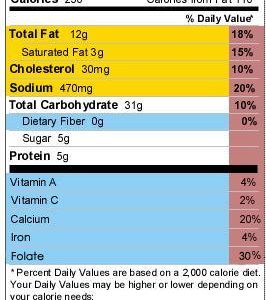 Calories 250 Calories from Fat 110
% Daily Value*
Total Fat 12g 18%
Saturated Fat 3g 15%
Cholesterol 30mg 10%
Sodium 470mg 20%
Total Carbohydrate 31g 10%
Dietary Fiber 0g 0%
Sugar 5g
Protein 5g
Vitamin A 4%
Vitamin C 2%
Calcium 20%
Iron 4%
Folate 30%
* Percent Daily Values are based on a 2,000 calorie diet.
Your Daily Values may be higher or lower depending on
your calorie needs: